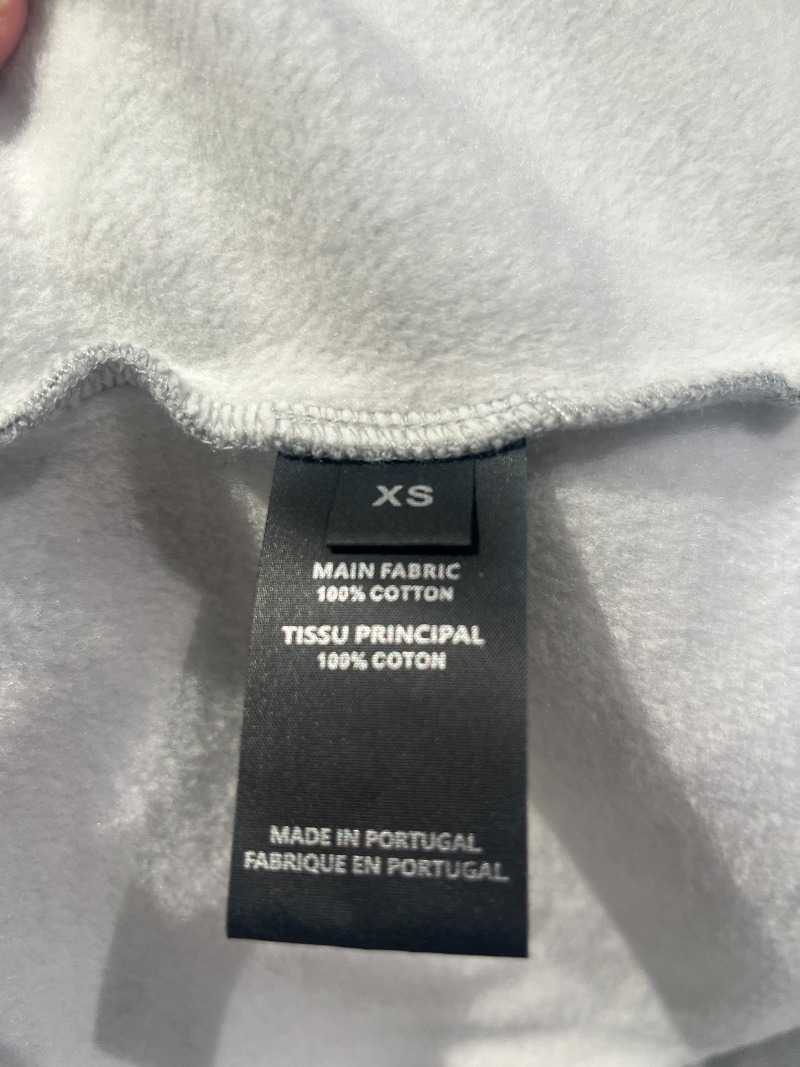 XS
MAIN FABRIC
100% COTTON
TISSU PRINCIPAL
100% COTON
MADE IN PORTUGAL
FABRIQUE EN PORTUGAL